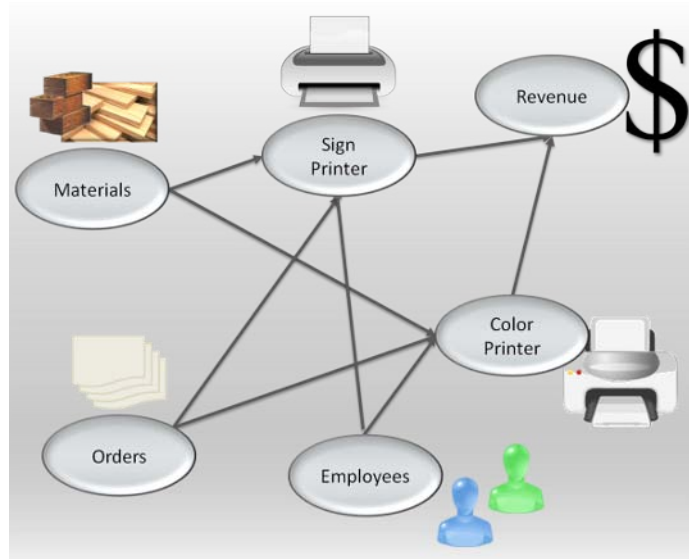 Revenue
$
Sign
Printer
Materials
Color
Printer
Orders
Employees